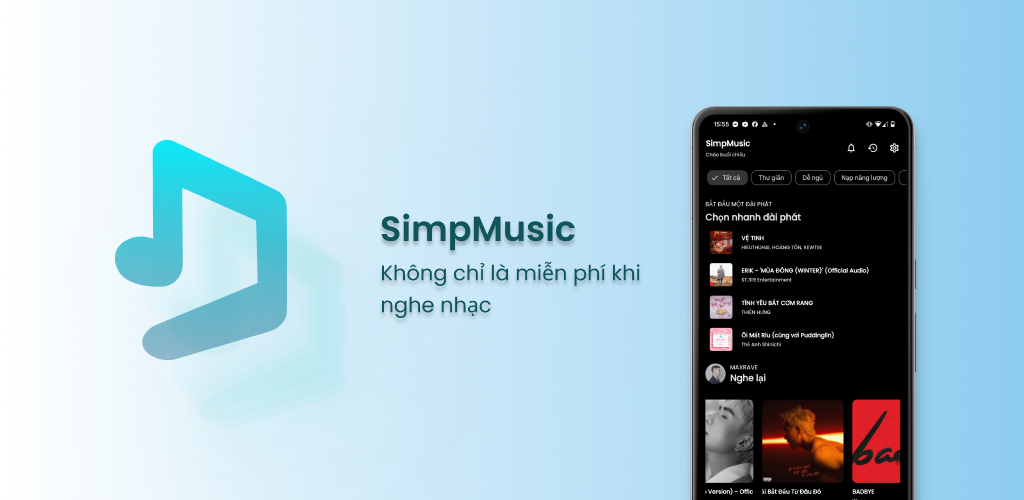 SimpMusic
Không chỉ là miễn phí khi
nghe nhạc
15:55
SimpMusic
Chào buổi chiều
Tất cả
Thư giãn
Dễ ngủ
Nạp năng lượng
BẮT ĐẦU MỘT ĐÀI PHÁT
Chọn nhanh đài phát
VỆ TINH
HIEUTHUHAI, HOÀNG TÔN, KEWTIIE
ERIK - 'MÙA ĐÔNG (WINTER)' (Official Audio)
ST.319 Entertainment
TÌNH YÊU BÁT CƠM RANG
THIỆN HƯNG
Ôi Mất Rìu (cùng với Puddinglin)
Thể Anh Shinichi
MAXRAVE
Nghe lại
Version) - Offic
Bắt Đầu Từ Đâu Đó
BADBYE